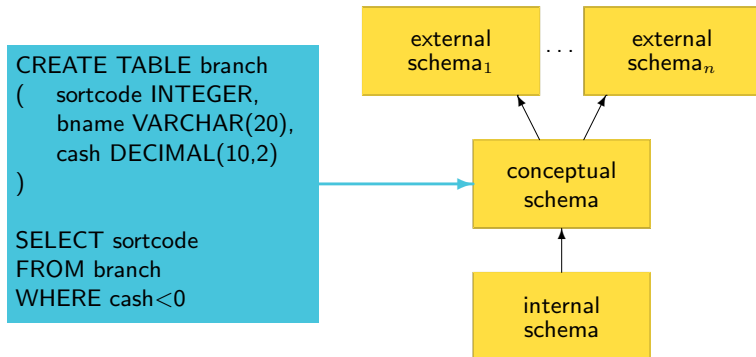 CREATE TABLE branch
( sortcode INTEGER,
bname VARCHAR(20),
cash DECIMAL(10,2)
)
SELECT sortcode
FROM branch
WHERE cash<0
external
schema₁
...
external
schemaₙ
conceptual
schema
internal
schema